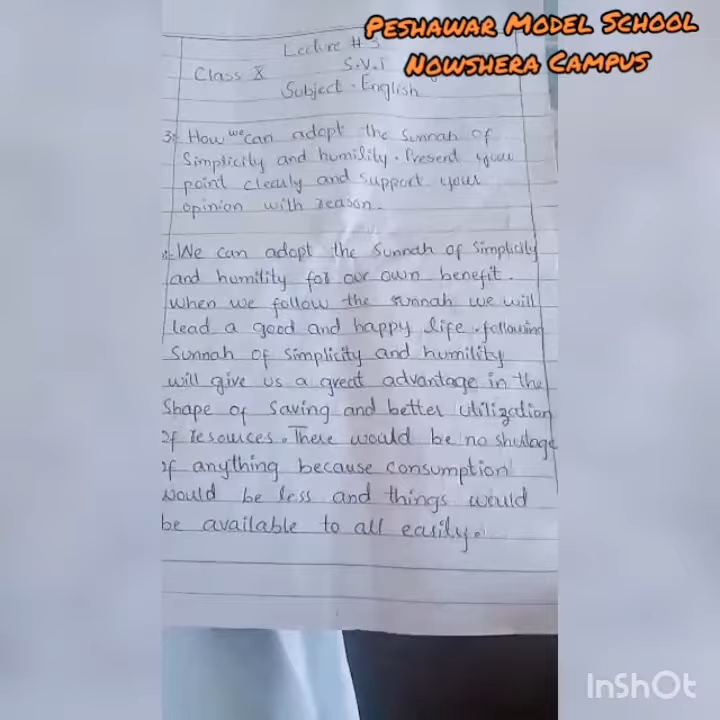 PESHAWAR MODEL SCHOOL
NOWSHERA CAMPUS
Lecture # 3
Class X S.V.I
Subject. English
3: How we can adopt the Sunnah of
Simplicity and humility. Present your
point clearly and support your
opinion with reason.
We can adopt the Sunnah of Simplicity
and humility for our own benefit.
when we follow the sunnah we will
lead a good and happy life. following
Sunnah of simplicity and humility
will give us a great advantage in the
Shape of Saving and better utilization
of resources. There would be no shortage
of anything because consumption
would be less and things would
be available to all easily.
InShOt